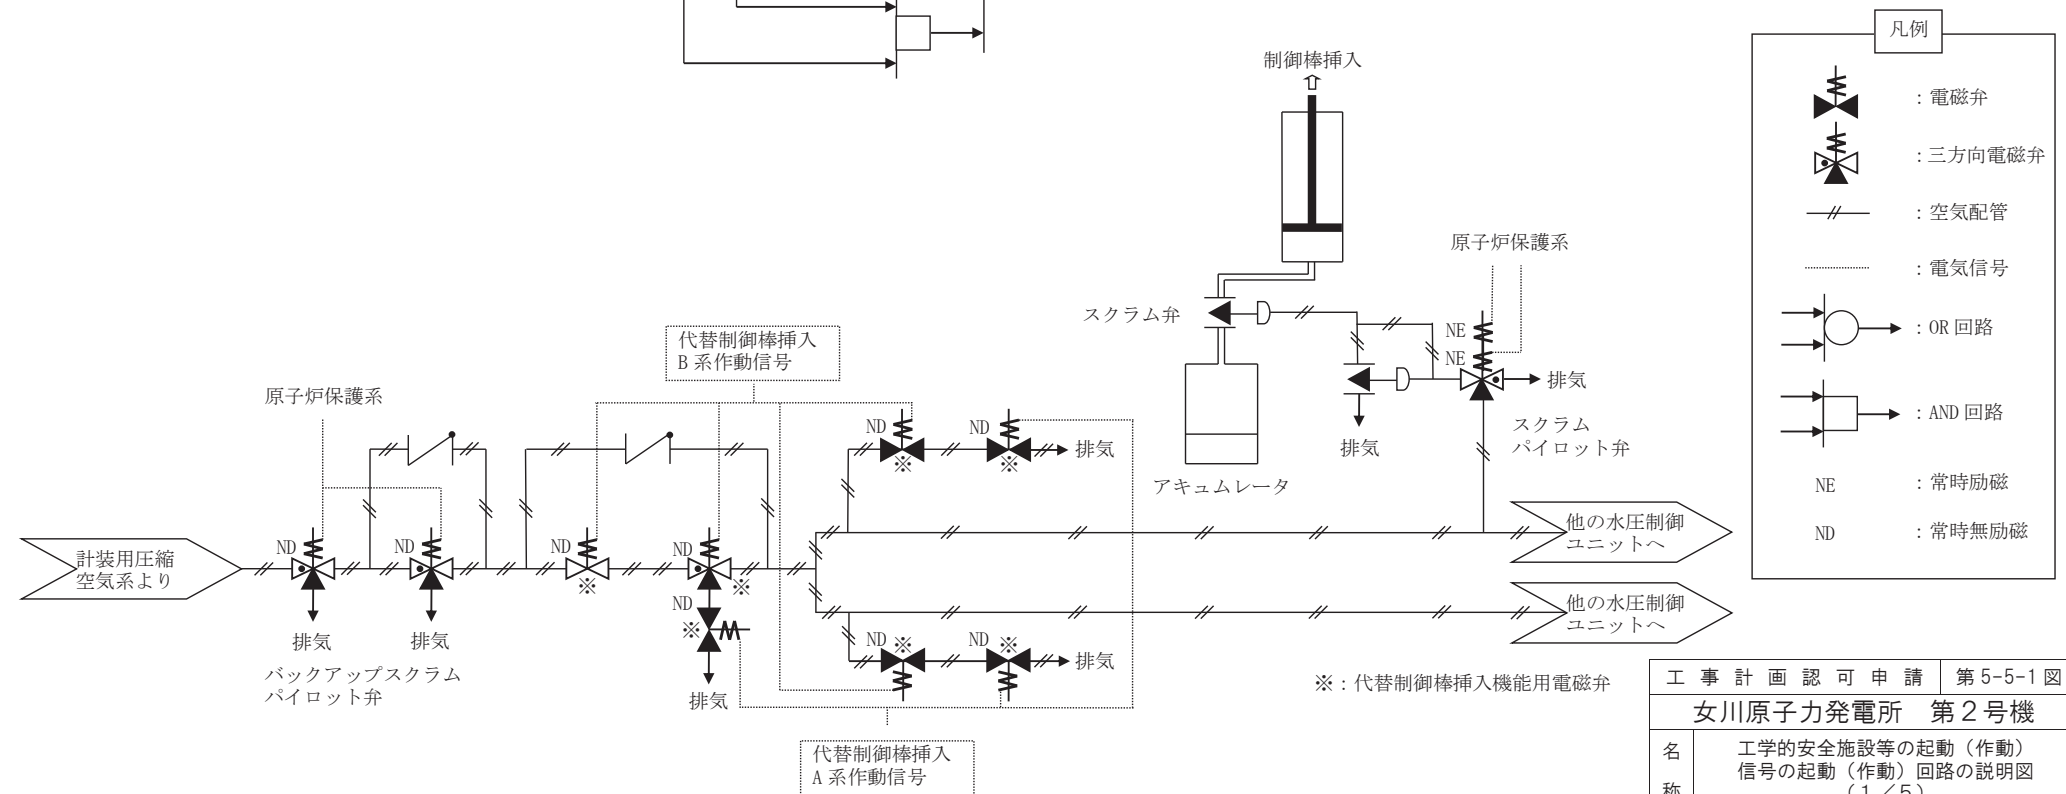 凡例
：電磁弁
：三方向電磁弁
：空気配管
：電気信号
：OR 回路
：AND 回路
NE ：常時励磁
ND ：常時無励磁
制御棒挿入
原子炉保護系
スクラム弁
NE
NE
排気
排気
スクラム
パイロット弁
アキュムレータ
代替制御棒挿入
B 系作動信号
原子炉保護系
ND
ND
排気
※
※
計装用圧縮
空気系より
ND
ND
ND
ND
※
※
ND
※
排気
排気
排気
バックアップスクラム
パイロット弁
他の水圧制御
ユニットへ
他の水圧制御
ユニットへ
ND
※
ND
※
排気
代替制御棒挿入
A 系作動信号
※：代替制御棒挿入機能用電磁弁
工事計画認可申請 第5-5-1図
女川原子力発電所 第２号機
名称
工学的安全施設等の起動（作動）
信号の起動（作動）回路の説明図
（１／５）